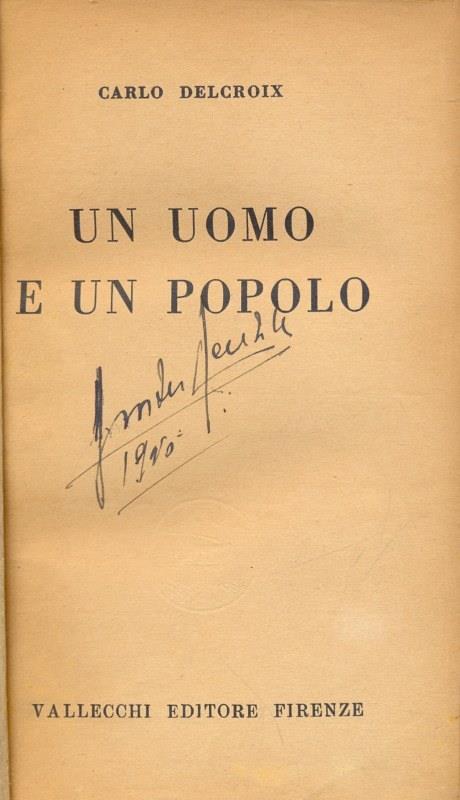 CARLO DELCROIX
UN UOMO
E UN POPOLO
VALLECCHI EDITORE FIRENZE